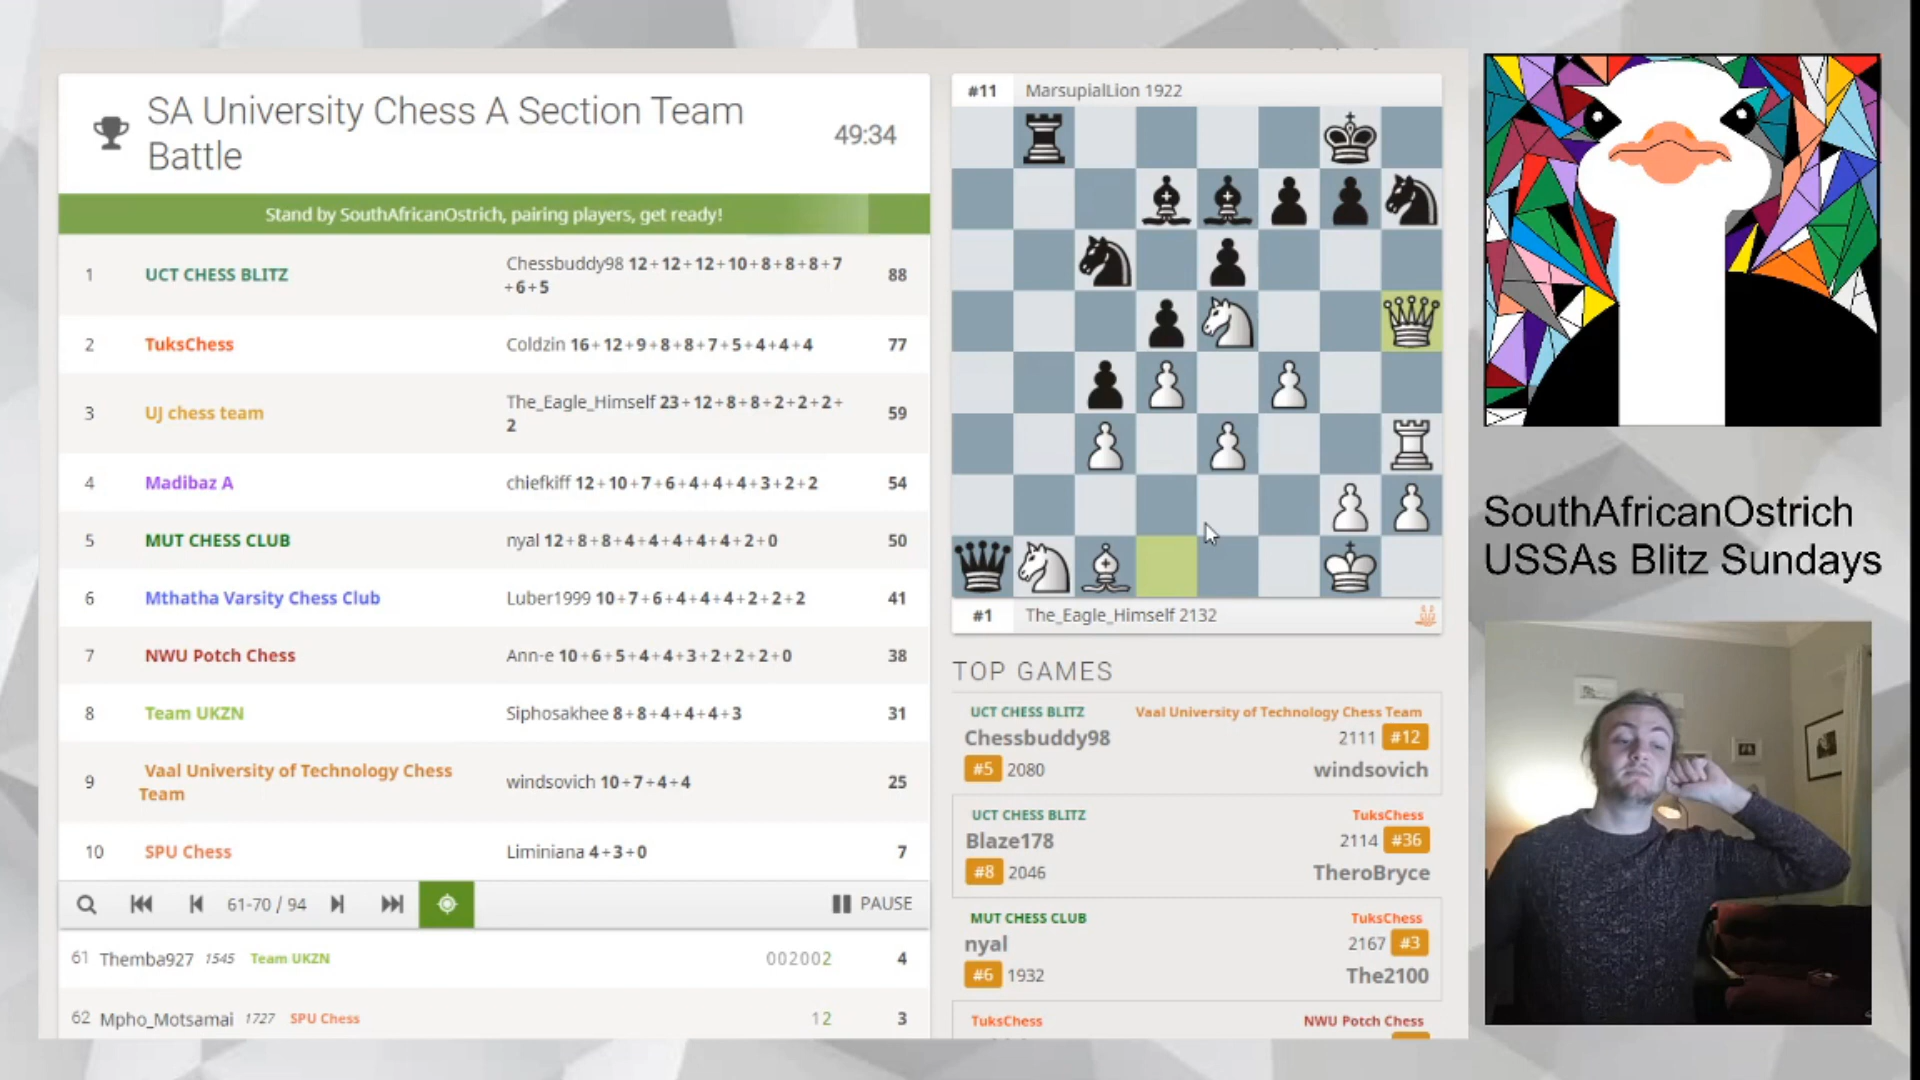 SA University Chess A Section Team
Battle
49:34
Stand by SouthAfricanOstrich, pairing players, get ready!
1 UCT CHESS BLITZ Chessbuddy98 12+12+12+10+8+8+8+7
+6+5 88
2 TuksChess Coldzin 16+12+9+8+8+7+5+4+4+4 77
3 UJ chess team The_Eagle_Himself 23+12+8+8+2+2+2+
2 59
4 Madibaz A chiefkiff 12+10+7+6+4+4+4+3+2+2 54
5 MUT CHESS CLUB nyal 12+8+8+4+4+4+4+4+2+0 50
6 Mthatha Varsity Chess Club Luber1999 10+7+6+4+4+4+2+2+2 41
7 NWU Potch Chess Ann-e 10+6+5+4+4+3+2+2+2+0 38
8 Team UKZN Siphosakhee 8+8+4+4+4+3 31
9 Vaal University of Technology Chess
Team windsovich 10+7+4+4 25
10 SPU Chess Liminiana 4+3+0 7
61-70 / 94 PAUSE
61 Themba927 1545 Team UKZN 002002 4
62 Mpho_Motsamai 1727 SPU Chess 12 3
#11 MarsupialLion 1922
#1 The_Eagle_Himself 2132
TOP GAMES
UCT CHESS BLITZ Vaal University of Technology Chess Team
Chessbuddy98 2111 #12
#5 2080 windsovich
UCT CHESS BLITZ TuksChess
Blaze178 2114 #36
#8 2046 TheroBryce
MUT CHESS CLUB TuksChess
nyal 2167 #3
#6 1932 The2100
TuksChess NWU Potch Chess
SouthAfricanOstrich
USSAs Blitz Sundays